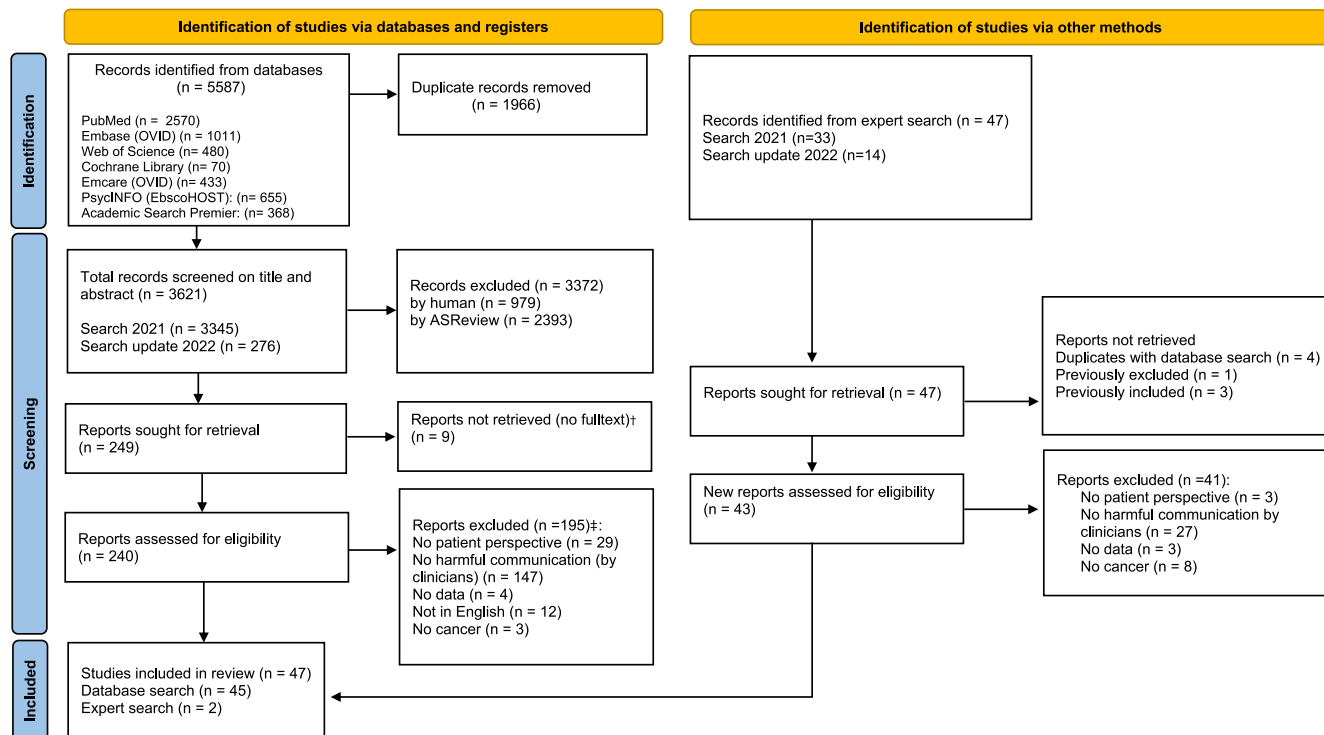 Identification of studies via databases and registers
Identification of studies via other methods
Identification
Records identified from databases
(n = 5587)
PubMed (n = 2570)
Embase (OVID) (n = 1011)
Web of Science (n= 480)
Cochrane Library (n= 70)
Emcare (OVID) (n = 433)
PsycINFO (EbscoHOST): (n= 655)
Academic Search Premier: (n= 368)
Duplicate records removed
(n = 1966)
Records identified from expert search (n = 47)
Search 2021 (n=33)
Search update 2022 (n=14)
Screening
Total records screened on title and
abstract (n = 3621)
Search 2021 (n = 3345)
Search update 2022 (n = 276)
Records excluded (n = 3372)
by human (n = 979)
by ASReview (n = 2393)
Reports sought for retrieval
(n = 249)
Reports not retrieved (no fulltext)†
(n = 9)
Reports sought for retrieval (n = 47)
Reports not retrieved
Duplicates with database search (n = 4)
Previously excluded (n = 1)
Previously included (n = 3)
Reports assessed for eligibility
(n = 240)
Reports excluded (n =195)‡:
No patient perspective (n = 29)
No harmful communication (by
clinicians) (n = 147)
No data (n = 4)
Not in English (n = 12)
No cancer (n = 3)
New reports assessed for eligibility
(n = 43)
Reports excluded (n =41):
No patient perspective (n = 3)
No harmful communication by
clinicians (n = 27)
No data (n = 3)
No cancer (n = 8)
Included
Studies included in review (n = 47)
Database search (n = 45)
Expert search (n = 2)